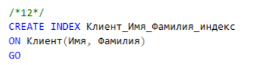 /*12*/
CREATE INDEX Клиент_Имя_Фамилия_индекс
ON Клиент(Имя, Фамилия)
GO